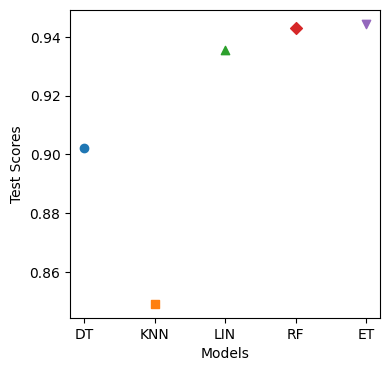 0.94
0.92
0.90
0.88
0.86
Test Scores
DT KNN LIN RF ET
Models